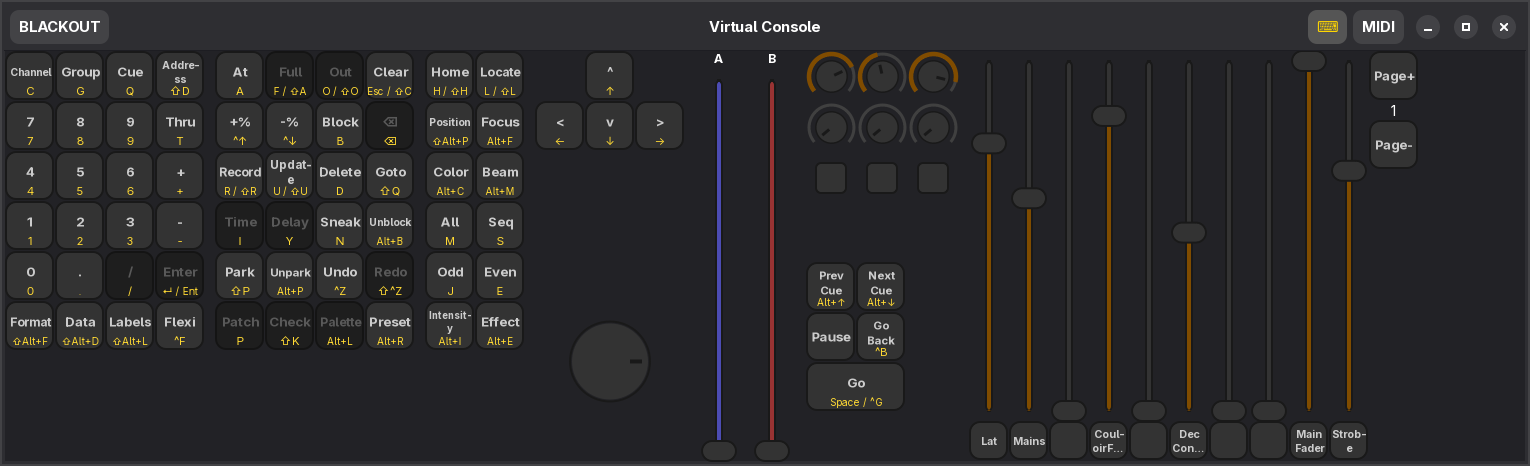 BLACKOUT
Virtual Console
MIDI
Channel
C
Group
G
Cue
Q
Addre-
ss
⇧D
At
A
Full
F / ⇧A
Out
O / ⇧O
Clear
Esc / ⇧C
Home
H / ⇧H
Locate
L / ⇧L
^
↑
A
B
Page+
1
Page-
7
7
8
8
9
9
Thru
T
+%
^↑
-%
^↓
Block
B
⌫
⌫
Position
⇧Alt+P
Focus
Alt+F
<
←
v
↓
>
→
4
4
5
5
6
6
+
+
Record
R / ⇧R
Updat-
e
U / ⇧U
Delete
D
Goto
⇧Q
Color
Alt+C
Beam
Alt+M
1
1
2
2
3
3
-
-
Time
I
Delay
Y
Sneak
N
Unblock
Alt+B
All
M
Seq
S
0
0
.
.
/
/
Enter
↵ / Ent
Park
⇧P
Unpark
Alt+P
Undo
^Z
Redo
⇧^Z
Odd
J
Even
E
Prev
Cue
Alt+↑
Next
Cue
Alt+↓
Format
⇧Alt+F
Data
⇧Alt+D
Labels
⇧Alt+L
Flexi
^F
Patch
P
Check
⇧K
Palette
Alt+L
Preset
Alt+R
Intensit-
y
Alt+I
Effect
Alt+E
Pause
Go
Back
^B
Go
Space / ^G
Lat
Mains
Coul-
oirF...
Dec
Con...
Main
Fader
Strob-
e